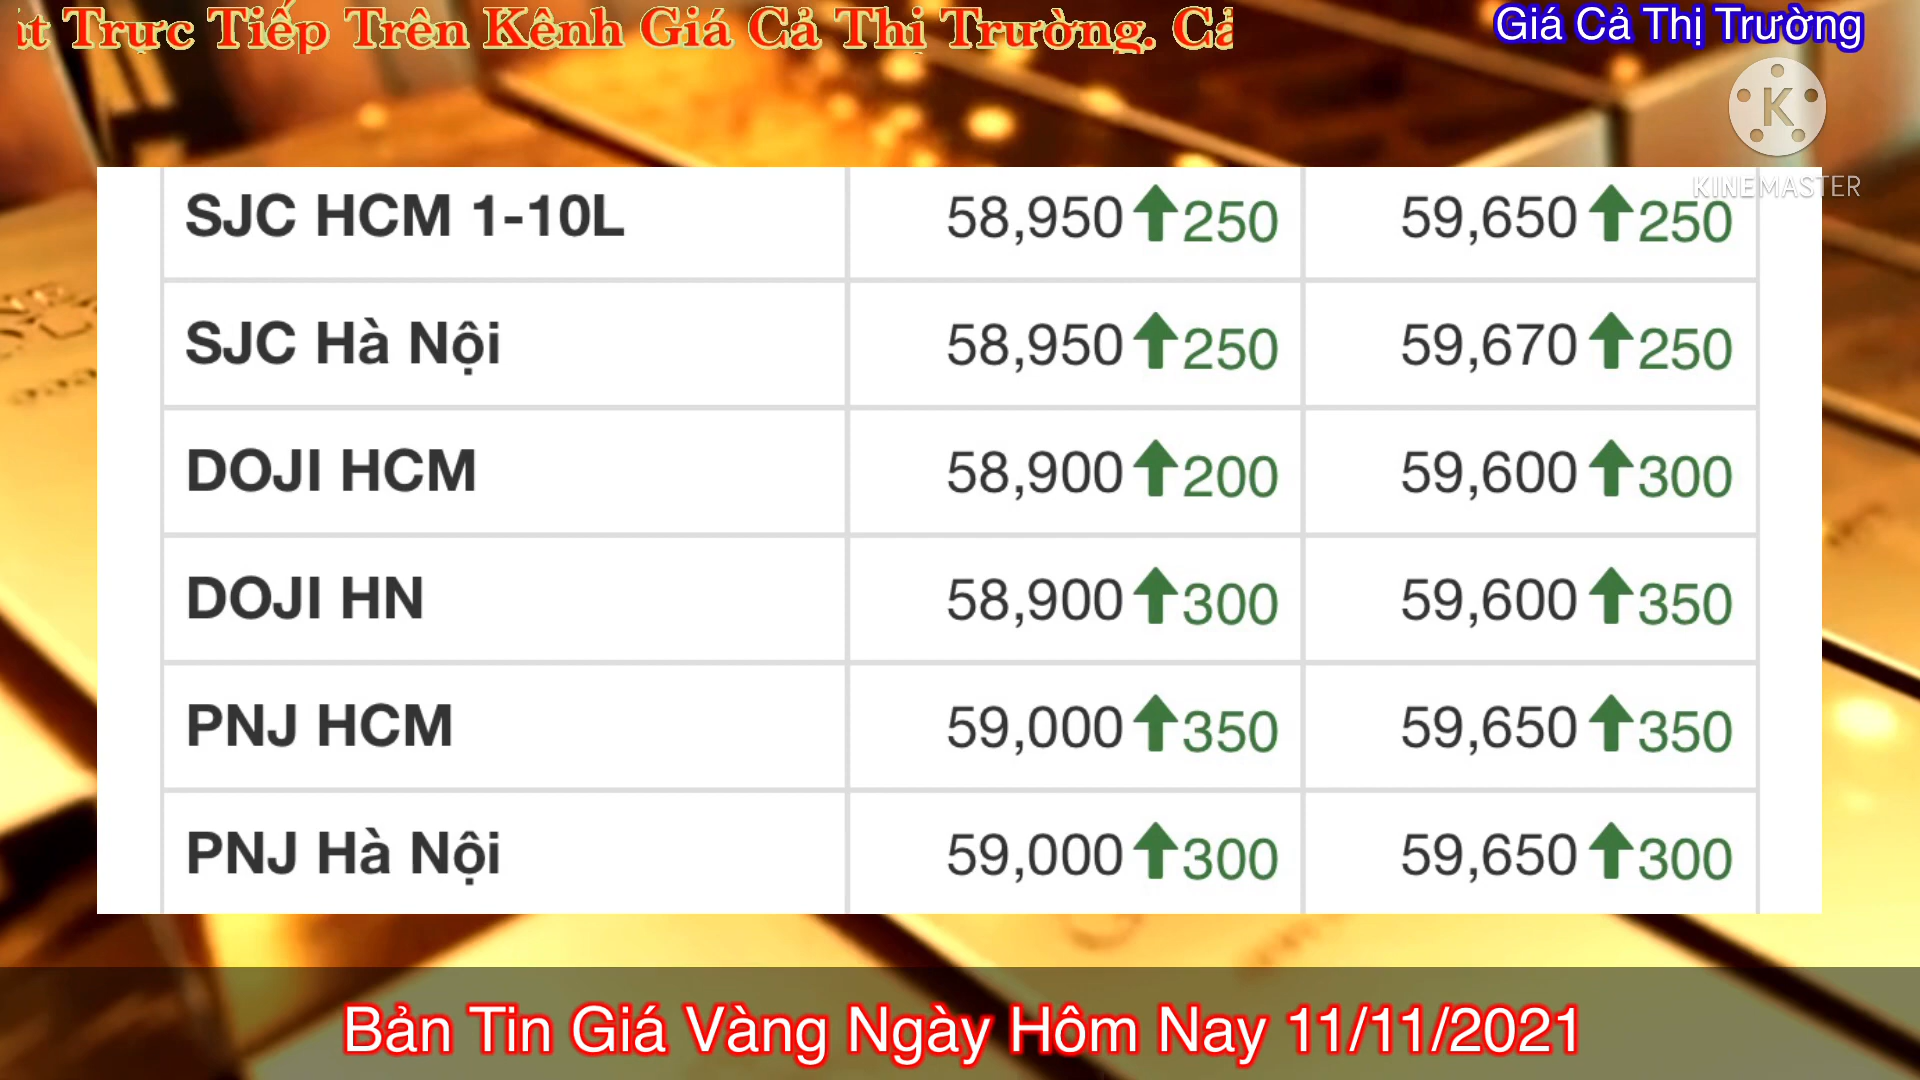 Trực Tiếp Trên Kênh Giá Cả Thị Trường.
Giá Cả Thị Trường
K
KINEMASTER
SJC HCM 1-10L 58,950 250 59,650 250
SJC Hà Nội 58,950 250 59,670 250
DOJI HCM 58,900 200 59,600 300
DOJI HN 58,900 300 59,600 350
PNJ HCM 59,000 350 59,650 350
PNJ Hà Nội 59,000 300 59,650 300
Bản Tin Giá Vàng Ngày Hôm Nay 11/11/2021